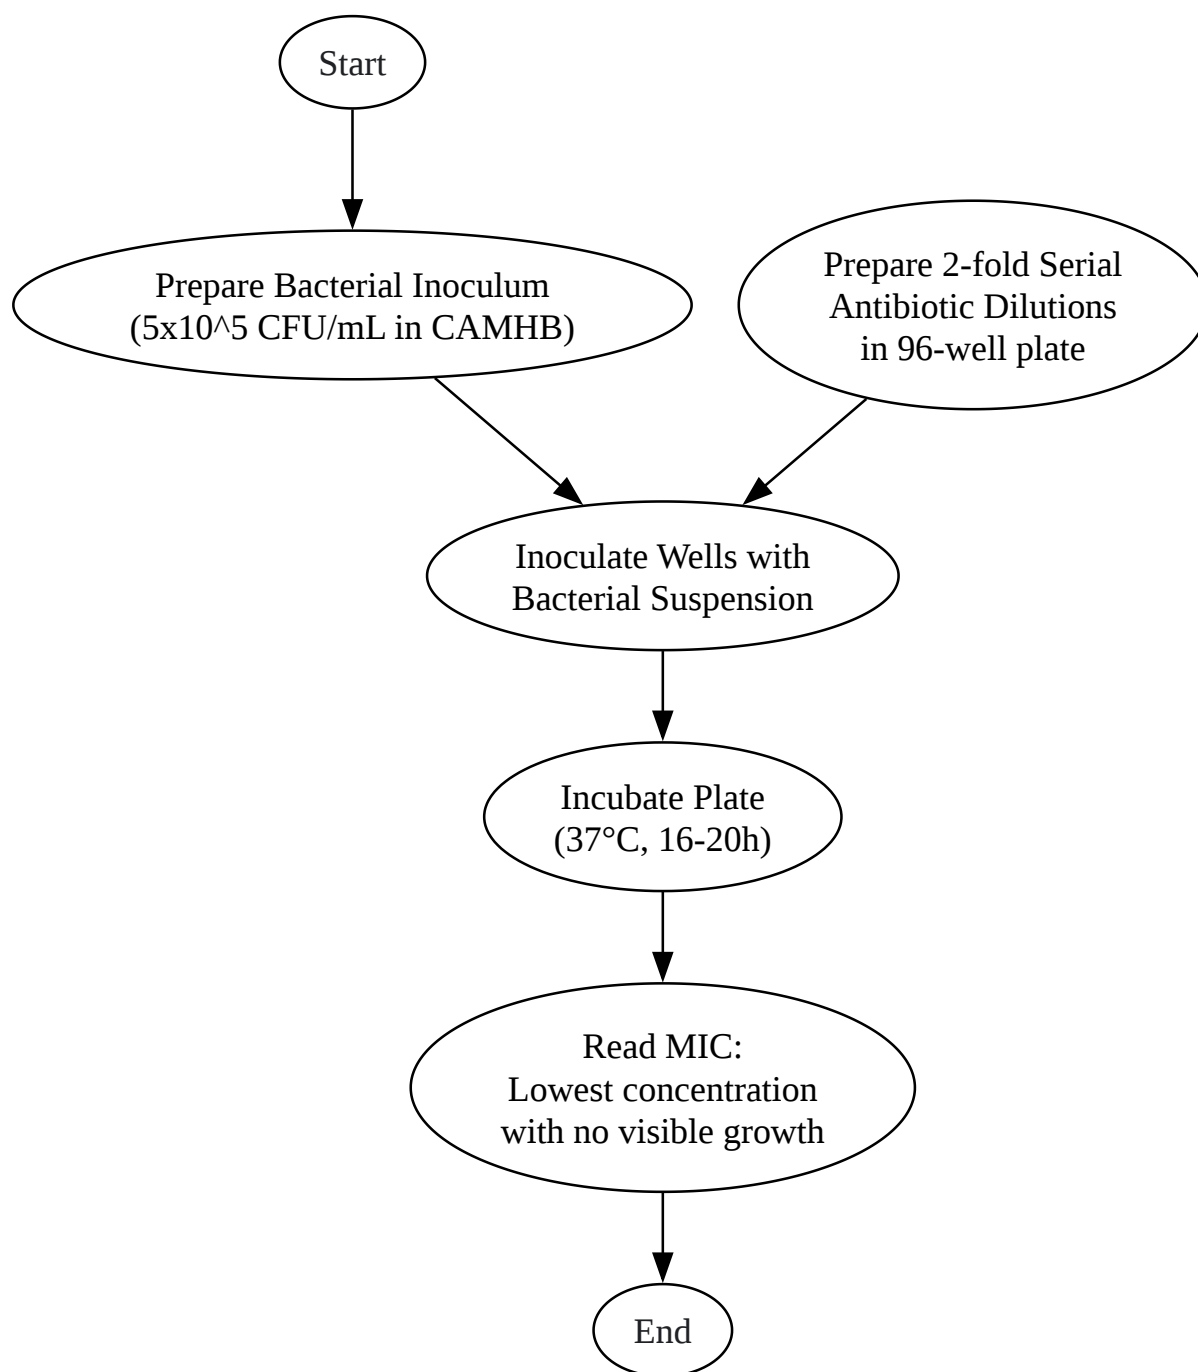 Start
Prepare Bacterial Inoculum
(5x10^5 CFU/mL in CAMHB)
Prepare 2-fold Serial
Antibiotic Dilutions
in 96-well plate
Inoculate Wells with
Bacterial Suspension
Incubate Plate
(37°C, 16-20h)
Read MIC:
Lowest concentration
with no visible growth
End